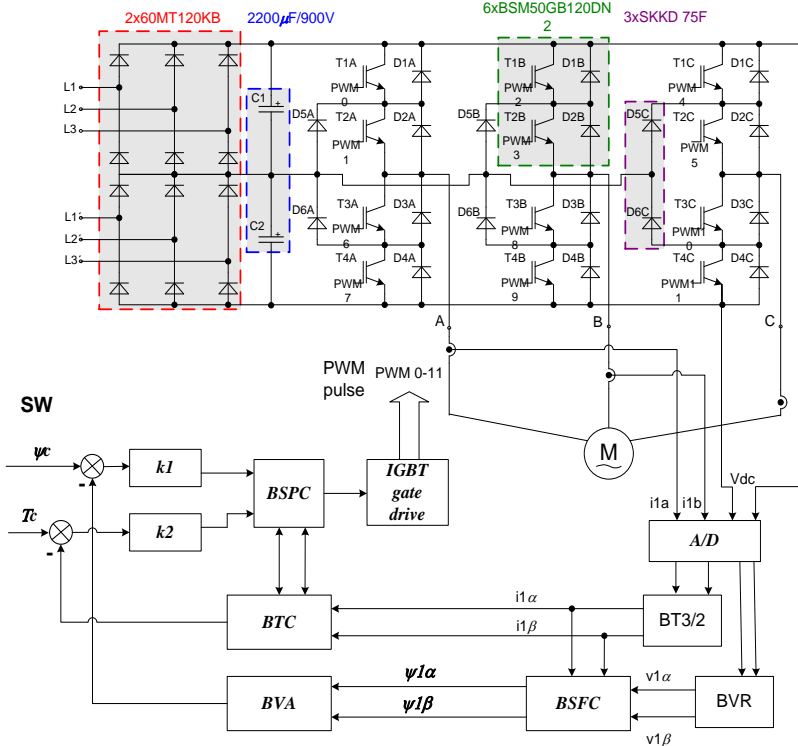 2x60MT120KB
2200μF/900V
6xBSM50GB120DN
2
3xSKKD 75F
T1A
D1A
T1B
D1B
T1C
D1C
PWM
0
PWM
2
PWM
4
L1
L2
L3
C1
+
D5A
T2A
D2A
D5B
T2B
D2B
D5C
T2C
D2C
PWM
1
PWM
3
PWM
5
L1'
L2'
L3'
C2
+
D6A
T3A
D3A
D6B
T3B
D3B
D6C
T3C
D3C
PWM
6
PWM
8
PWM1
0
T4A
D4A
T4B
D4B
T4C
D4C
PWM
7
PWM
9
PWM1
1
A
B
C
PWM
pulse
PWM 0-11
SW
M
ψc
-
k1
BSPC
IGBT
gate
drive
Tc
-
k2
Vdc
i1a
i1b
A/D
BTC
i1α
i1β
BT3/2
BVA
ψ1α
ψ1β
BSFC
v1α
v1β
BVR